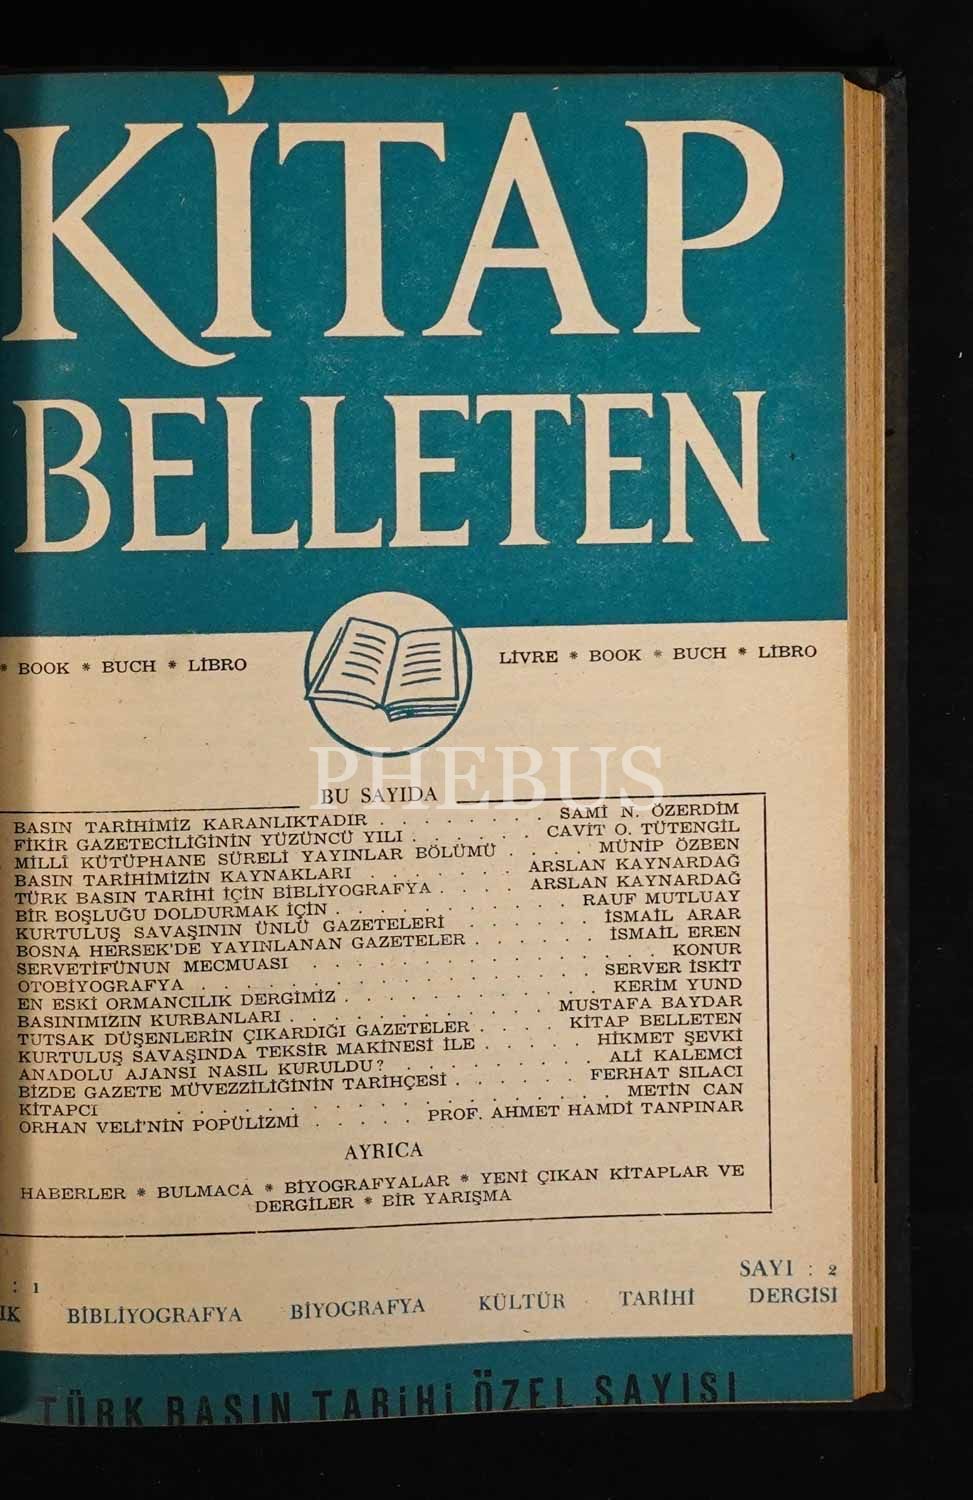 KİTAP
BELLETEN
* BOOK * BUCH * LİBRO
LİVRE * BOOK * BUCH * LİBRO
PHEBUS
BU SAYIDA
BASIN TARİHİMİZ KARANLIKTADIR . . . . . . . . SAMİ N. ÖZERDİM
FİKİR GAZETECİLİĞİNİN YÜZÜNCÜ YILI . . . . . . CAVİT O. TÜTENGİL
MİLLÎ KÜTÜPHANE SÜRELİ YAYINLAR BÖLÜMÜ . . . . MÜNİP ÖZBEN
BASIN TARİHİMİZİN KAYNAKLARI . . . . . . . ARSLAN KAYNARDAĞ
TÜRK BASIN TARİHİ İÇİN BİBLİYOGRAFYA . . . . ARSLAN KAYNARDAĞ
BİR BOŞLUĞU DOLDURMAK İÇİN . . . . . . . . . . RAUF MUTLUAY
KURTULUŞ SAVAŞININ ÜNLÜ GAZETELERİ . . . . . . İSMAİL ARAR
BOSNA HERSEK'DE YAYINLANAN GAZETELER . . . . . . İSMAİL EREN
SERVETİFÜNUN MECMUASI . . . . . . . . . . . . . KONUR
OTOBİYOGRAFYA . . . . . . . . . . . . . . . SERVER İSKİT
EN ESKİ ORMANCILIK DERGİMİZ . . . . . . . . . . KERİM YUND
BASINIMIZIN KURBANLARI . . . . . . . . . . MUSTAFA BAYDAR
TUTSAK DÜŞENLERİN ÇIKARDIĞI GAZETELER . . . . KİTAP BELLETEN
KURTULUŞ SAVAŞINDA TEKSİR MAKİNESİ İLE . . . . . HİKMET ŞEVKİ
ANADOLU AJANSI NASIL KURULDU? . . . . . . . . ALİ KALEMCİ
BİZDE GAZETE MÜVEZZİLİĞİNİN TARİHÇESİ . . . . . . FERHAT SILACI
KİTAPCI . . . . . . . . . . . . . . . . METİN CAN
ORHAN VELİ'NİN POPÜLİZMİ . . . . . PROF. AHMET HAMDİ TANPINAR
AYRICA
HABERLER * BULMACA * BİYOGRAFYALAR * YENİ ÇIKAN KİTAPLAR VE
DERGİLER * BİR YARIŞMA
: 1
SAYI : 2
IK BİBLİYOGRAFYA BİYOGRAFYA KÜLTÜR TARİHİ DERGİSİ
TÜRK BASIN TARİHİ ÖZEL SAYISI